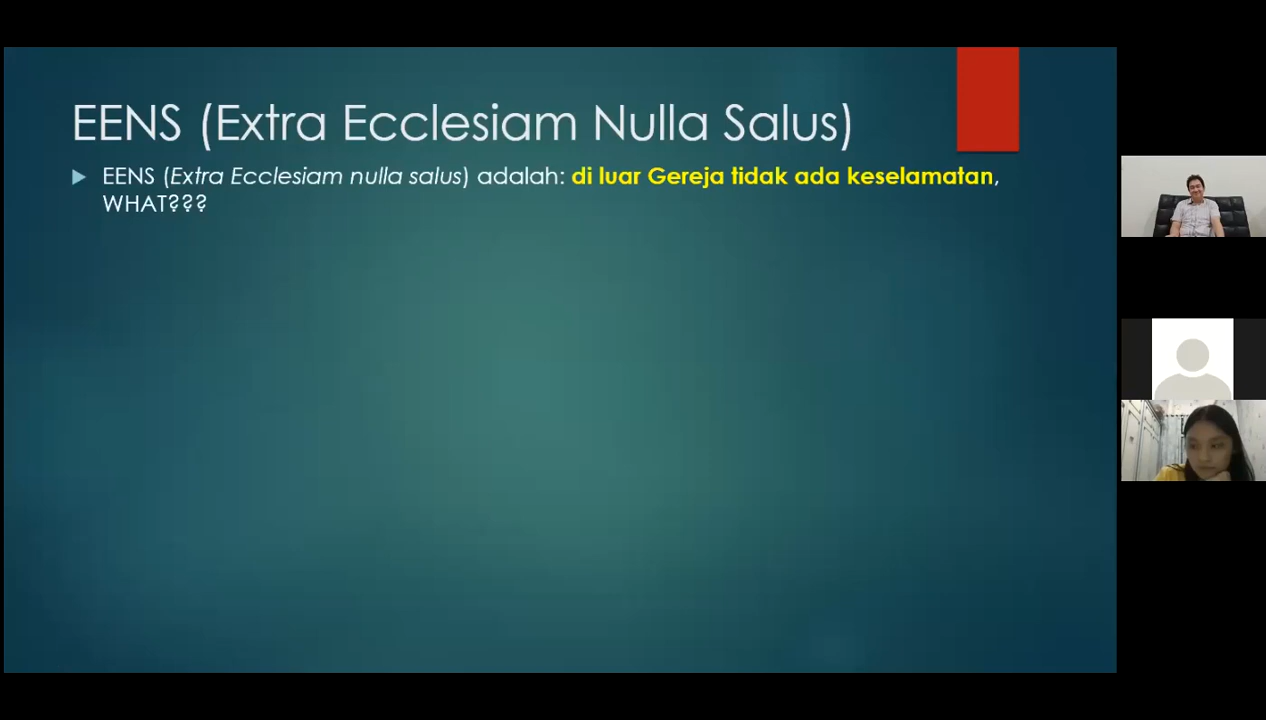 EENS (Extra Ecclesiam Nulla Salus)
EENS (Extra Ecclesiam nulla salus) adalah: di luar Gereja tidak ada keselamatan,
WHAT???